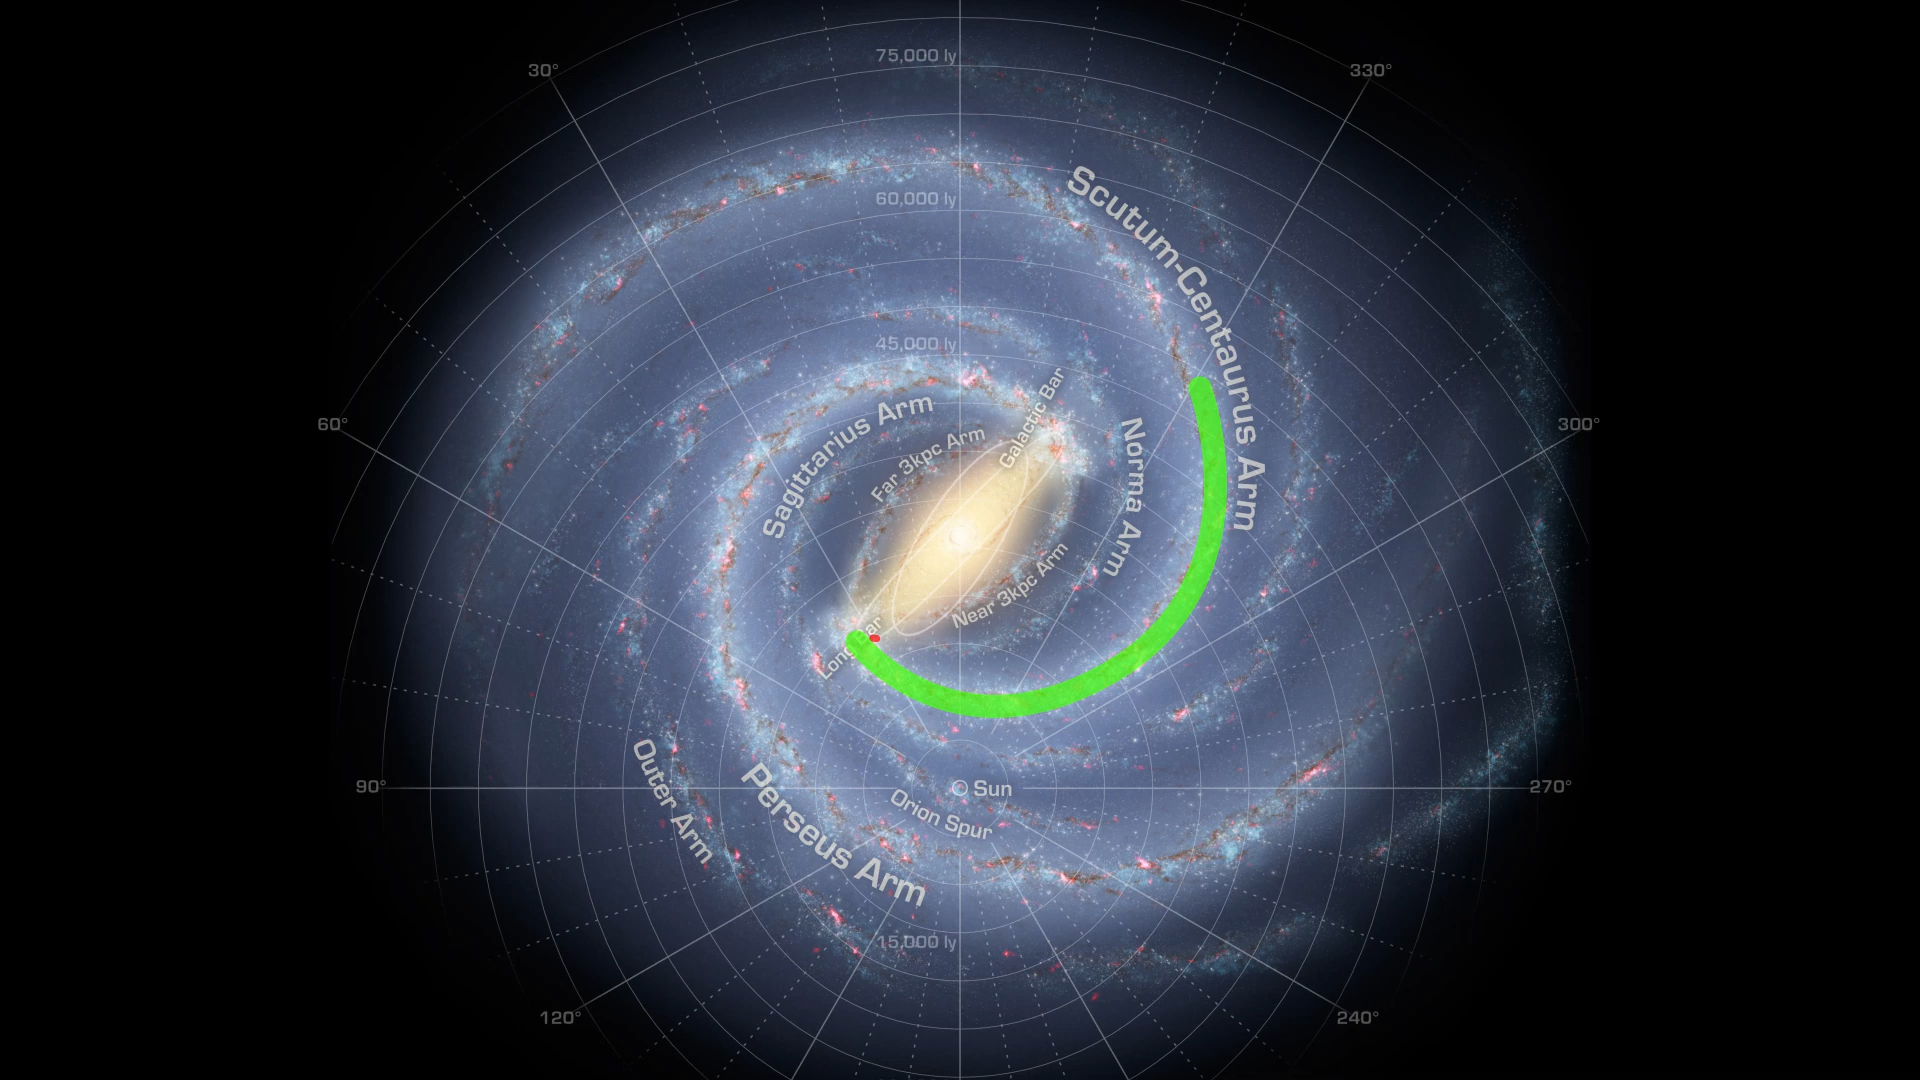 75,000 ly
30°
330°
Scutum-Centaurus Arm
60,000 ly
45,000 ly
Galactic Bar
Sagittarius Arm
Far 3kpc Arm
Norma Arm
60°
300°
Near 3kpc Arm
Long Bar
Outer Arm
Perseus Arm
90°
Sun
270°
Orion Spur
15,000 ly
120°
240°